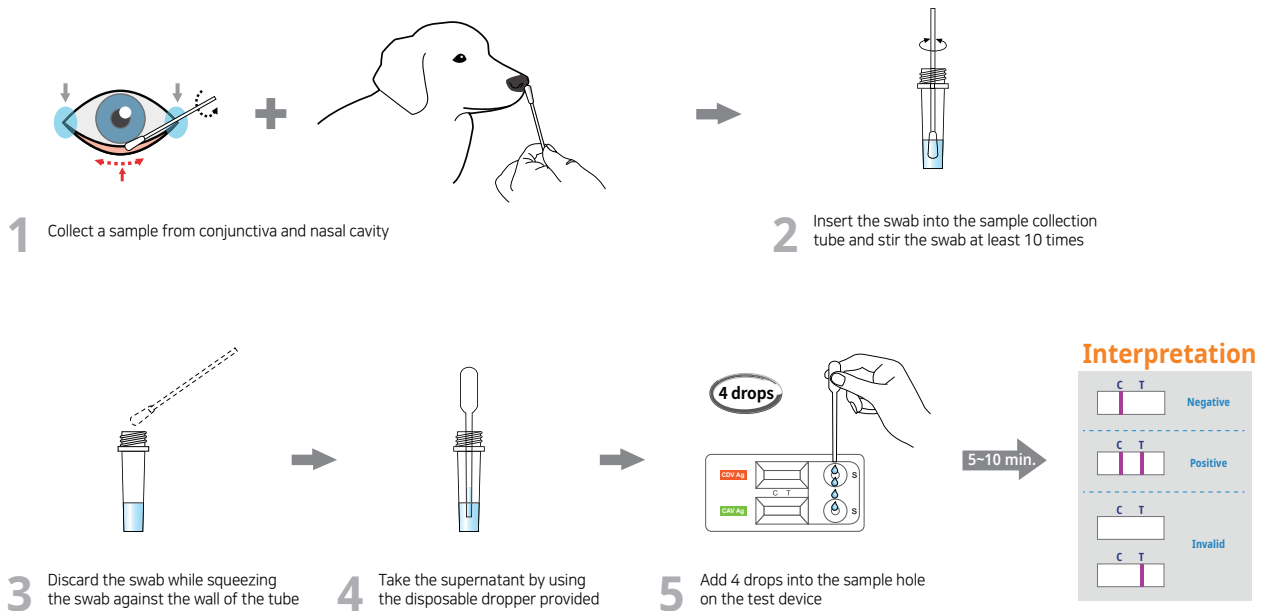 1
Collect a sample from conjunctiva and nasal cavity
2
Insert the swab into the sample collection
tube and stir the swab at least 10 times
3
Discard the swab while squeezing
the swab against the wall of the tube
4
Take the supernatant by using
the disposable dropper provided
4 drops
CDV Ag
S
C T
CAV Ag
S
5
Add 4 drops into the sample hole
on the test device
5~10 min.
Interpretation
C T
Negative
C T
Positive
C T
Invalid
C T